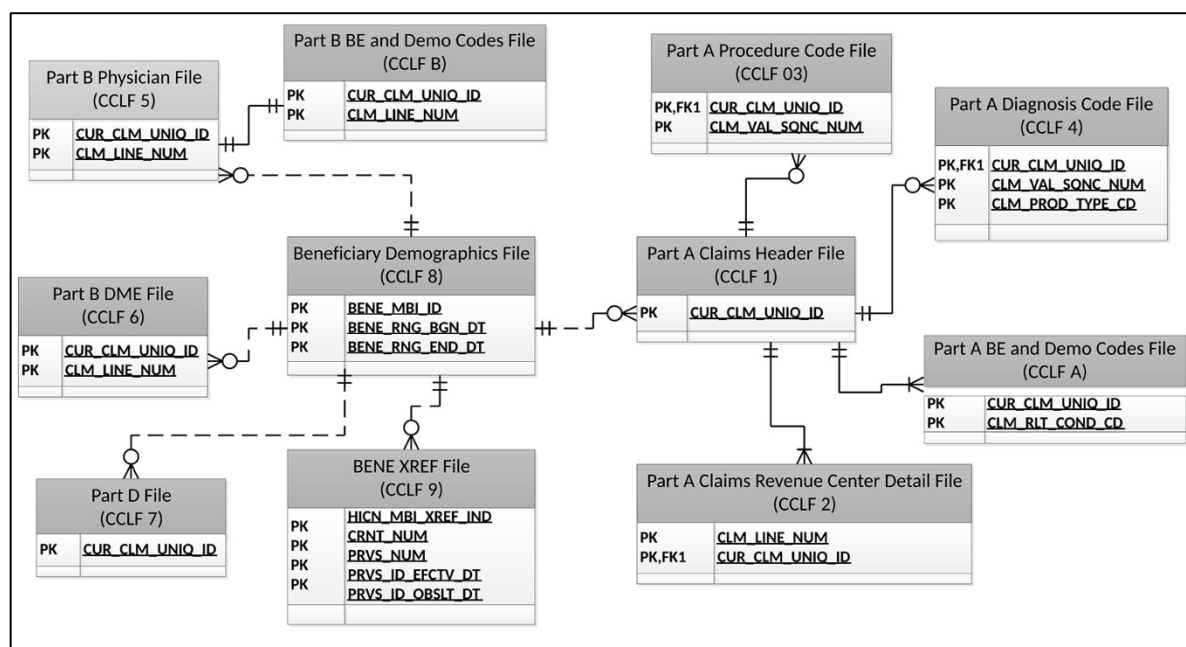 Part B BE and Demo Codes File
(CCLF B)
PK CUR_CLM_UNIQ_ID
PK CLM_LINE_NUM
Part A Procedure Code File
(CCLF 03)
PK,FK1 CUR_CLM_UNIQ_ID
PK CLM_VAL_SQNC_NUM
Part B Physician File
(CCLF 5)
PK CUR_CLM_UNIQ_ID
PK CLM_LINE_NUM
Part A Diagnosis Code File
(CCLF 4)
PK,FK1 CUR_CLM_UNIQ_ID
PK CLM_VAL_SQNC_NUM
PK CLM_PROD_TYPE_CD
Beneficiary Demographics File
(CCLF 8)
PK BENE_MBI_ID
PK BENE_RNG_BGN_DT
PK BENE_RNG_END_DT
Part A Claims Header File
(CCLF 1)
PK CUR_CLM_UNIQ_ID
Part B DME File
(CCLF 6)
PK CUR_CLM_UNIQ_ID
PK CLM_LINE_NUM
Part A BE and Demo Codes File
(CCLF A)
PK CUR_CLM_UNIQ_ID
PK CLM_RLT_COND_CD
Part D File
(CCLF 7)
PK CUR_CLM_UNIQ_ID
BENE XREF File
(CCLF 9)
PK HICN_MBI_XREF_IND
PK CRNT_NUM
PK PRVS_NUM
PK PRVS_ID_EFCTV_DT
PK PRVS_ID_OBSLT_DT
Part A Claims Revenue Center Detail File
(CCLF 2)
PK CLM_LINE_NUM
PK,FK1 CUR_CLM_UNIQ_ID